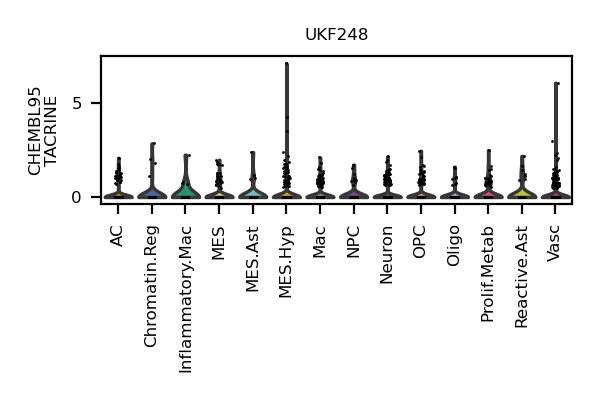 UKF248
CHEMBL95
TACRINE
5
0
AC
Chromatin.Reg
Inflammatory.Mac
MES
MES.Ast
MES.Hyp
Mac
NPC
Neuron
OPC
Oligo
Prolif.Metab
Reactive.Ast
Vasc